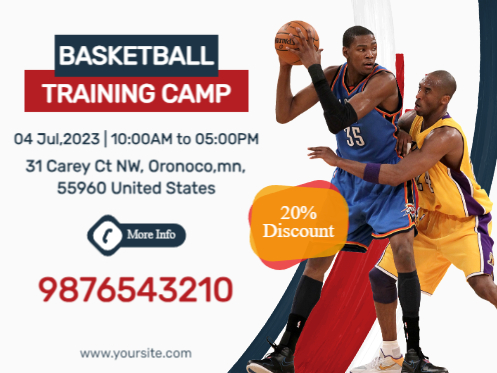 BASKETBALL
TRAINING CAMP
04 Jul,2023 | 10:00AM to 05:00PM
31 Carey Ct NW, Oronoco,mn,
55960 United States
More Info
9876543210
www.yoursite.com
20%
Discount
35